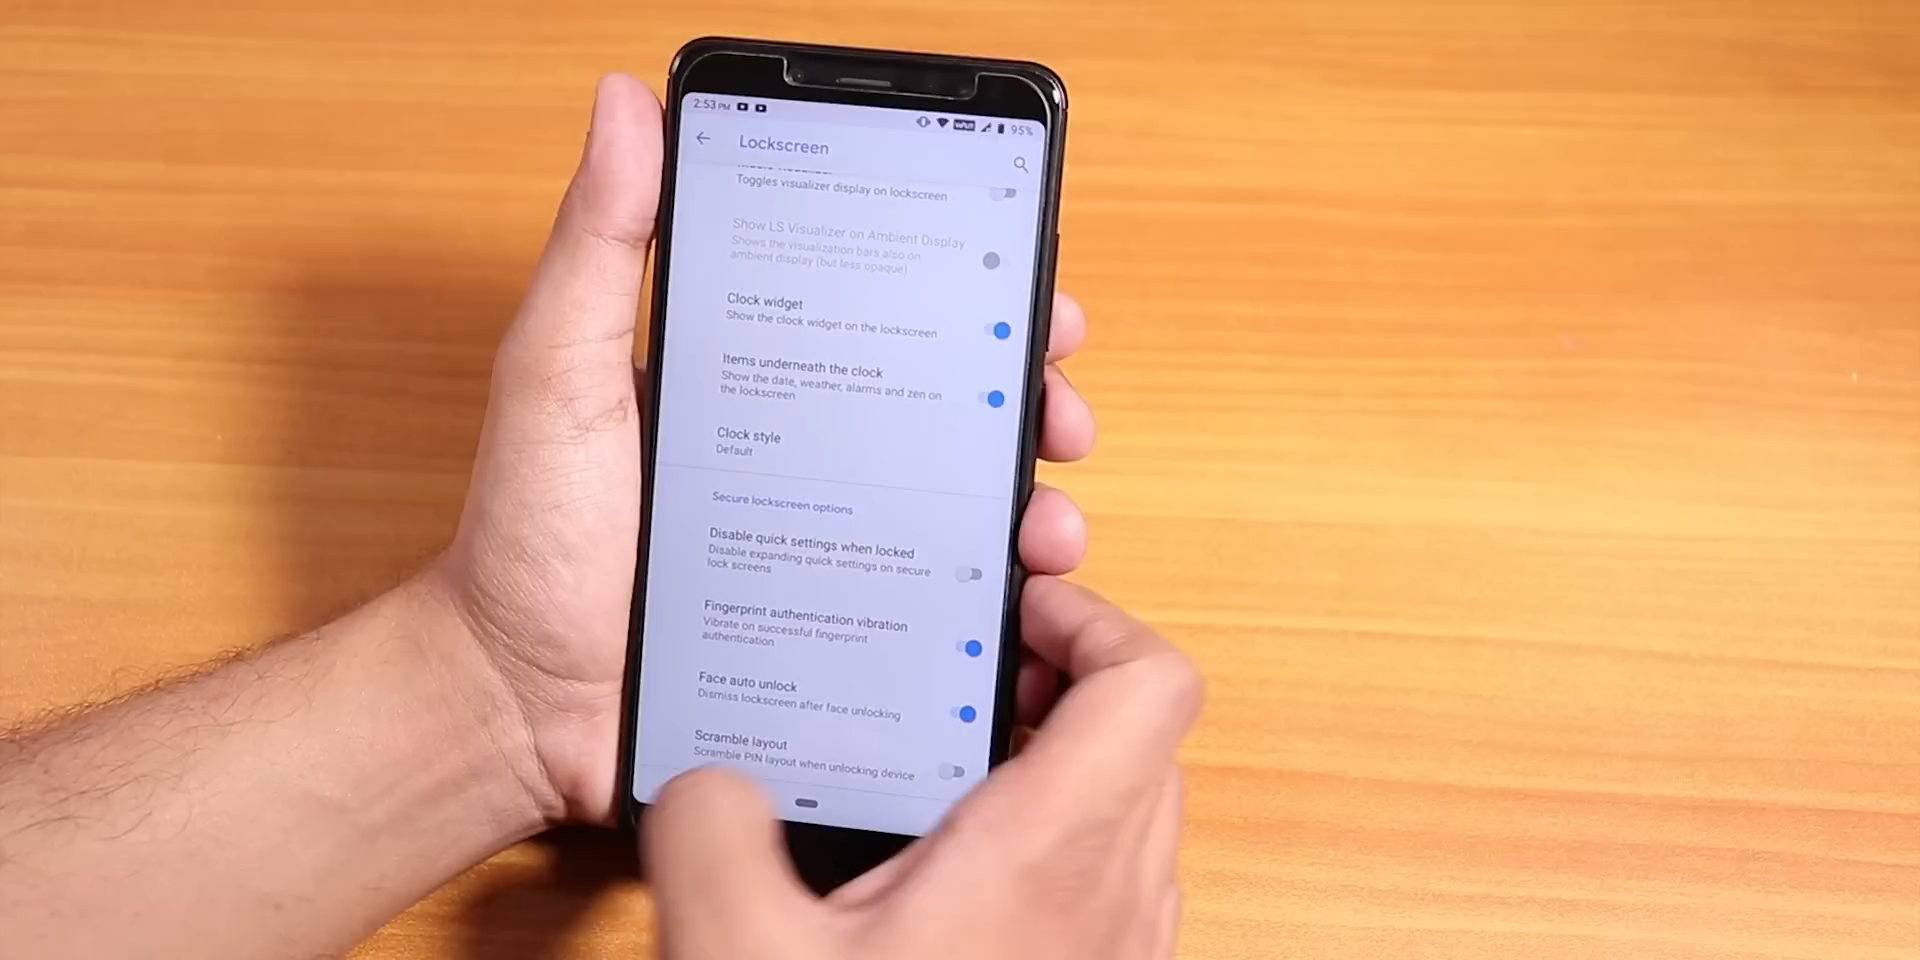 2:53 PM
95%
Lockscreen
Toggles visualizer display on lockscreen
Show LS Visualizer on Ambient Display
Shows the visualization bars also on
ambient display (but less opaque)
Clock widget
Show the clock widget on the lockscreen
Items underneath the clock
Show the date, weather, alarms and zen on
the lockscreen
Clock style
Default
Secure lockscreen options
Disable quick settings when locked
Disable expanding quick settings on secure
lock screens
Fingerprint authentication vibration
Vibrate on successful fingerprint
authentication
Face auto unlock
Dismiss lockscreen after face unlocking
Scramble layout
Scramble PIN layout when unlocking device